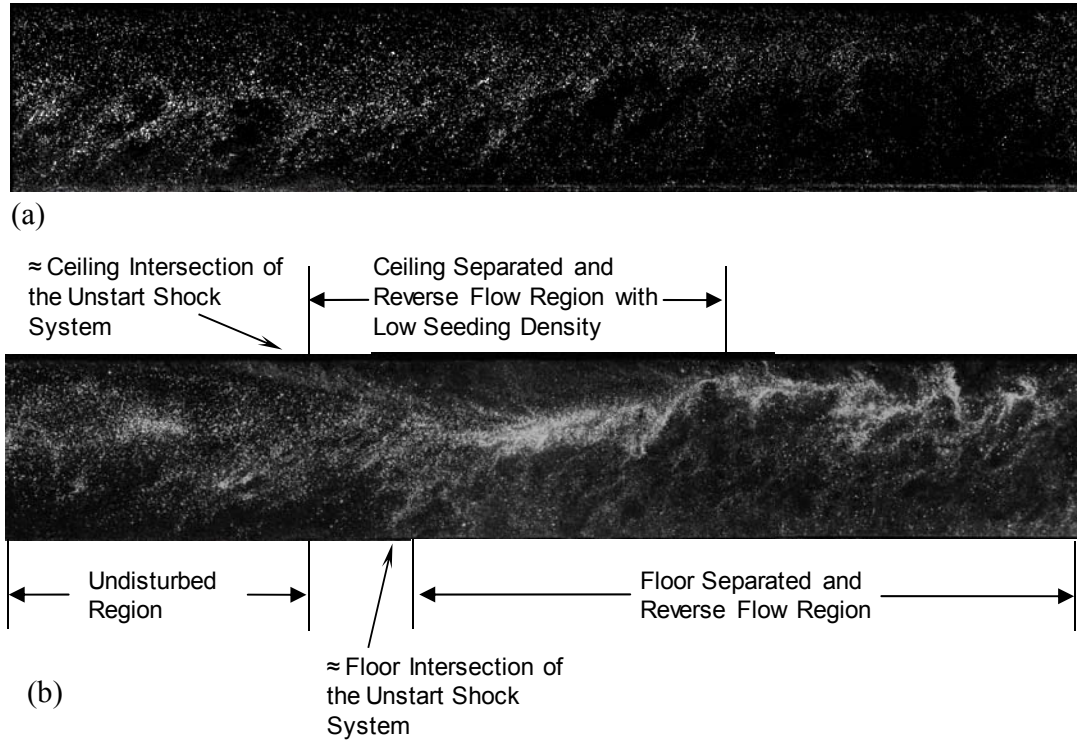 (a)
≈ Ceiling Intersection of
the Unstart Shock
System
Ceiling Separated and
Reverse Flow Region with
Low Seeding Density
Undisturbed
Region
Floor Separated and
Reverse Flow Region
≈ Floor Intersection of
the Unstart Shock
System
(b)